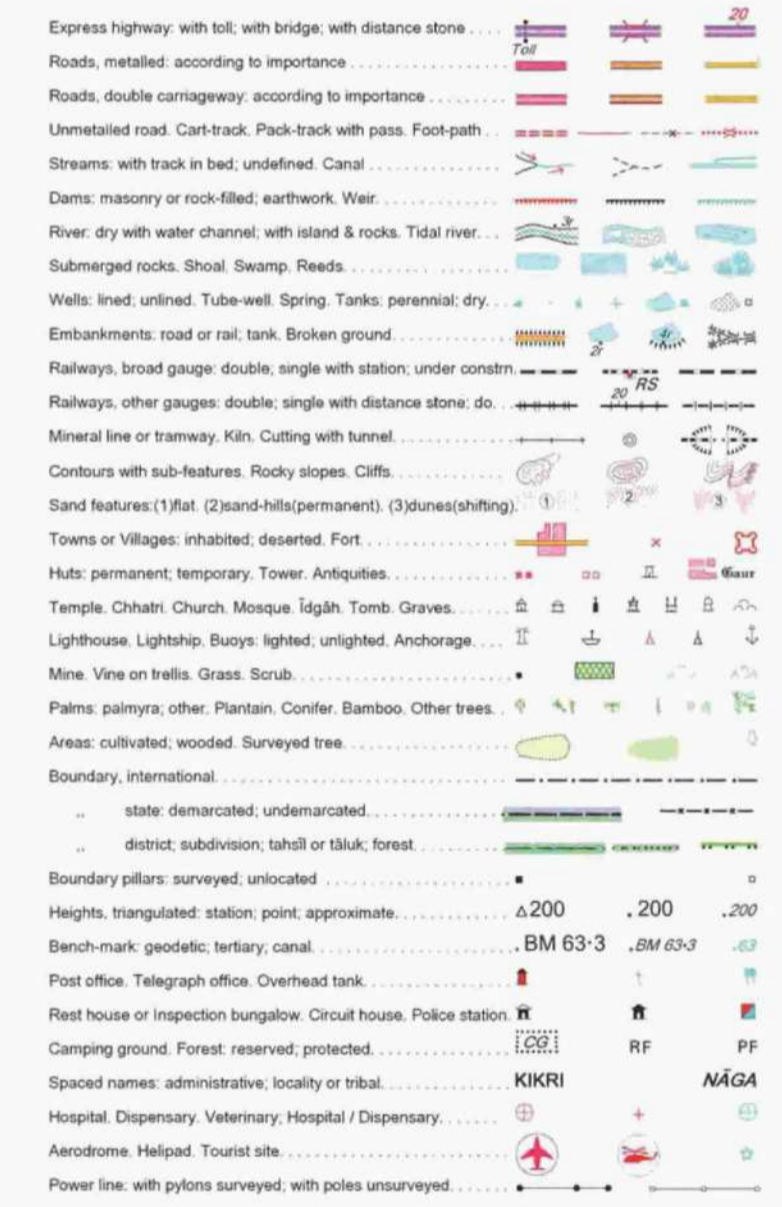 Express highway: with toll; with bridge; with distance stone .... 20
Toll
Roads, metalled: according to importance
Roads, double carriageway: according to importance
Unmetalled road. Cart-track. Pack-track with pass. Foot-path
Streams: with track in bed; undefined. Canal
Dams: masonry or rock-filled; earthwork. Weir.
River: dry with water channel; with island & rocks. Tidal river. 3r
Submerged rocks. Shoal. Swamp. Reeds.
Wells: lined; unlined. Tube-well. Spring. Tanks: perennial; dry.
Embankments: road or rail; tank. Broken ground. 2r 4r 3r
Railways, broad gauge: double; single with station; under constrn. RS
Railways, other gauges: double; single with distance stone; do. 20
Mineral line or tramway. Kiln. Cutting with tunnel.
Contours with sub-features. Rocky slopes. Cliffs.
Sand features:(1)flat. (2)sand-hills(permanent). (3)dunes(shifting). 1 2 3
Towns or Villages: inhabited; deserted. Fort.
Huts: permanent; temporary. Tower. Antiquities. Gaur
Temple. Chhatri. Church. Mosque. Īdgāh. Tomb. Graves.
Lighthouse. Lightship. Buoys: lighted; unlighted. Anchorage.
Mine. Vine on trellis. Grass. Scrub.
Palms: palmyra; other. Plantain. Conifer. Bamboo. Other trees.
Areas: cultivated; wooded. Surveyed tree.
Boundary, international.
,, state: demarcated; undemarcated.
,, district; subdivision; tahsīl or tāluk; forest.
Boundary pillars: surveyed; unlocated
Heights, triangulated: station; point; approximate. △200 .200 .200
Bench-mark: geodetic; tertiary; canal. .BM 63·3 .BM 63·3 .63
Post office. Telegraph office. Overhead tank.
Rest house or Inspection bungalow. Circuit house. Police station.
Camping ground. Forest: reserved; protected. CG RF PF
Spaced names: administrative; locality or tribal. KIKRI NĀGA
Hospital. Dispensary. Veterinary; Hospital / Dispensary.
Aerodrome. Helipad. Tourist site.
Power line: with pylons surveyed; with poles unsurveyed.